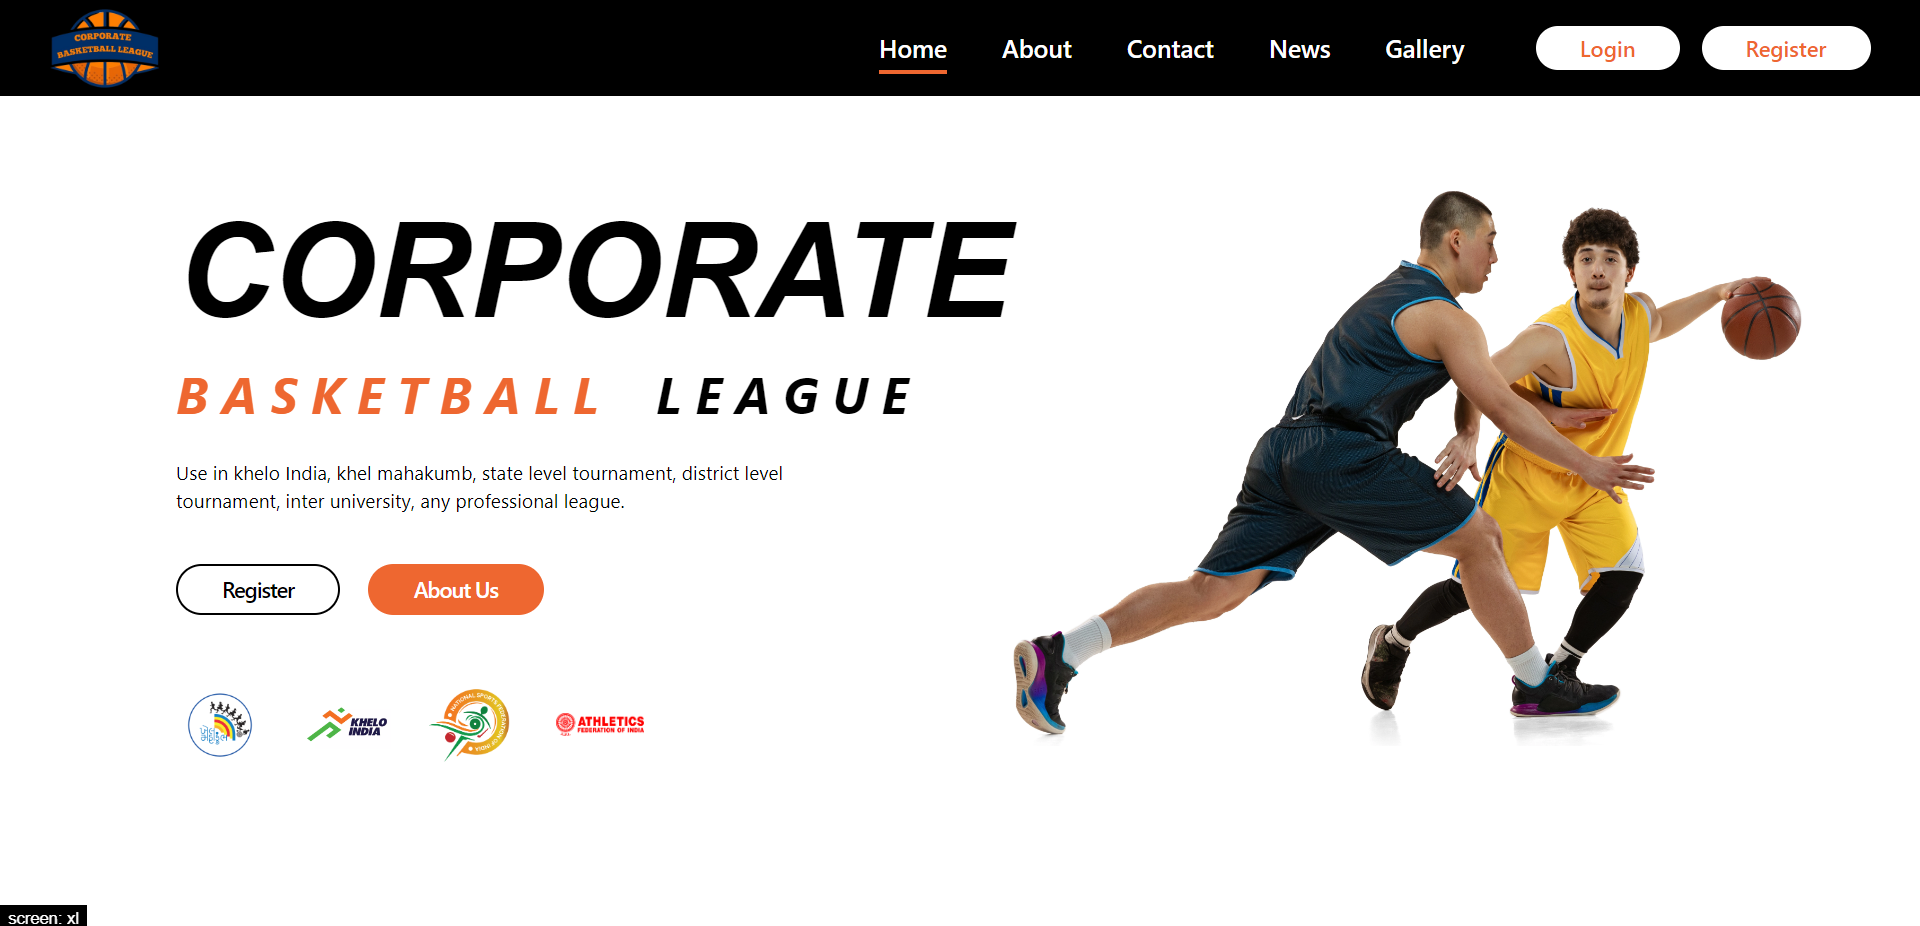 CORPORATE
BASKETBALL LEAGUE
Home About Contact News Gallery Login Register
CORPORATE
BASKETBALL LEAGUE
Use in khelo India, khel mahakumb, state level tournament, district level
tournament, inter university, any professional league.
Register About Us
KHELO
INDIA
NATIONAL SPORTS FEDERATION OF INDIA
ATHLETICS
FEDERATION OF INDIA
screen: xl